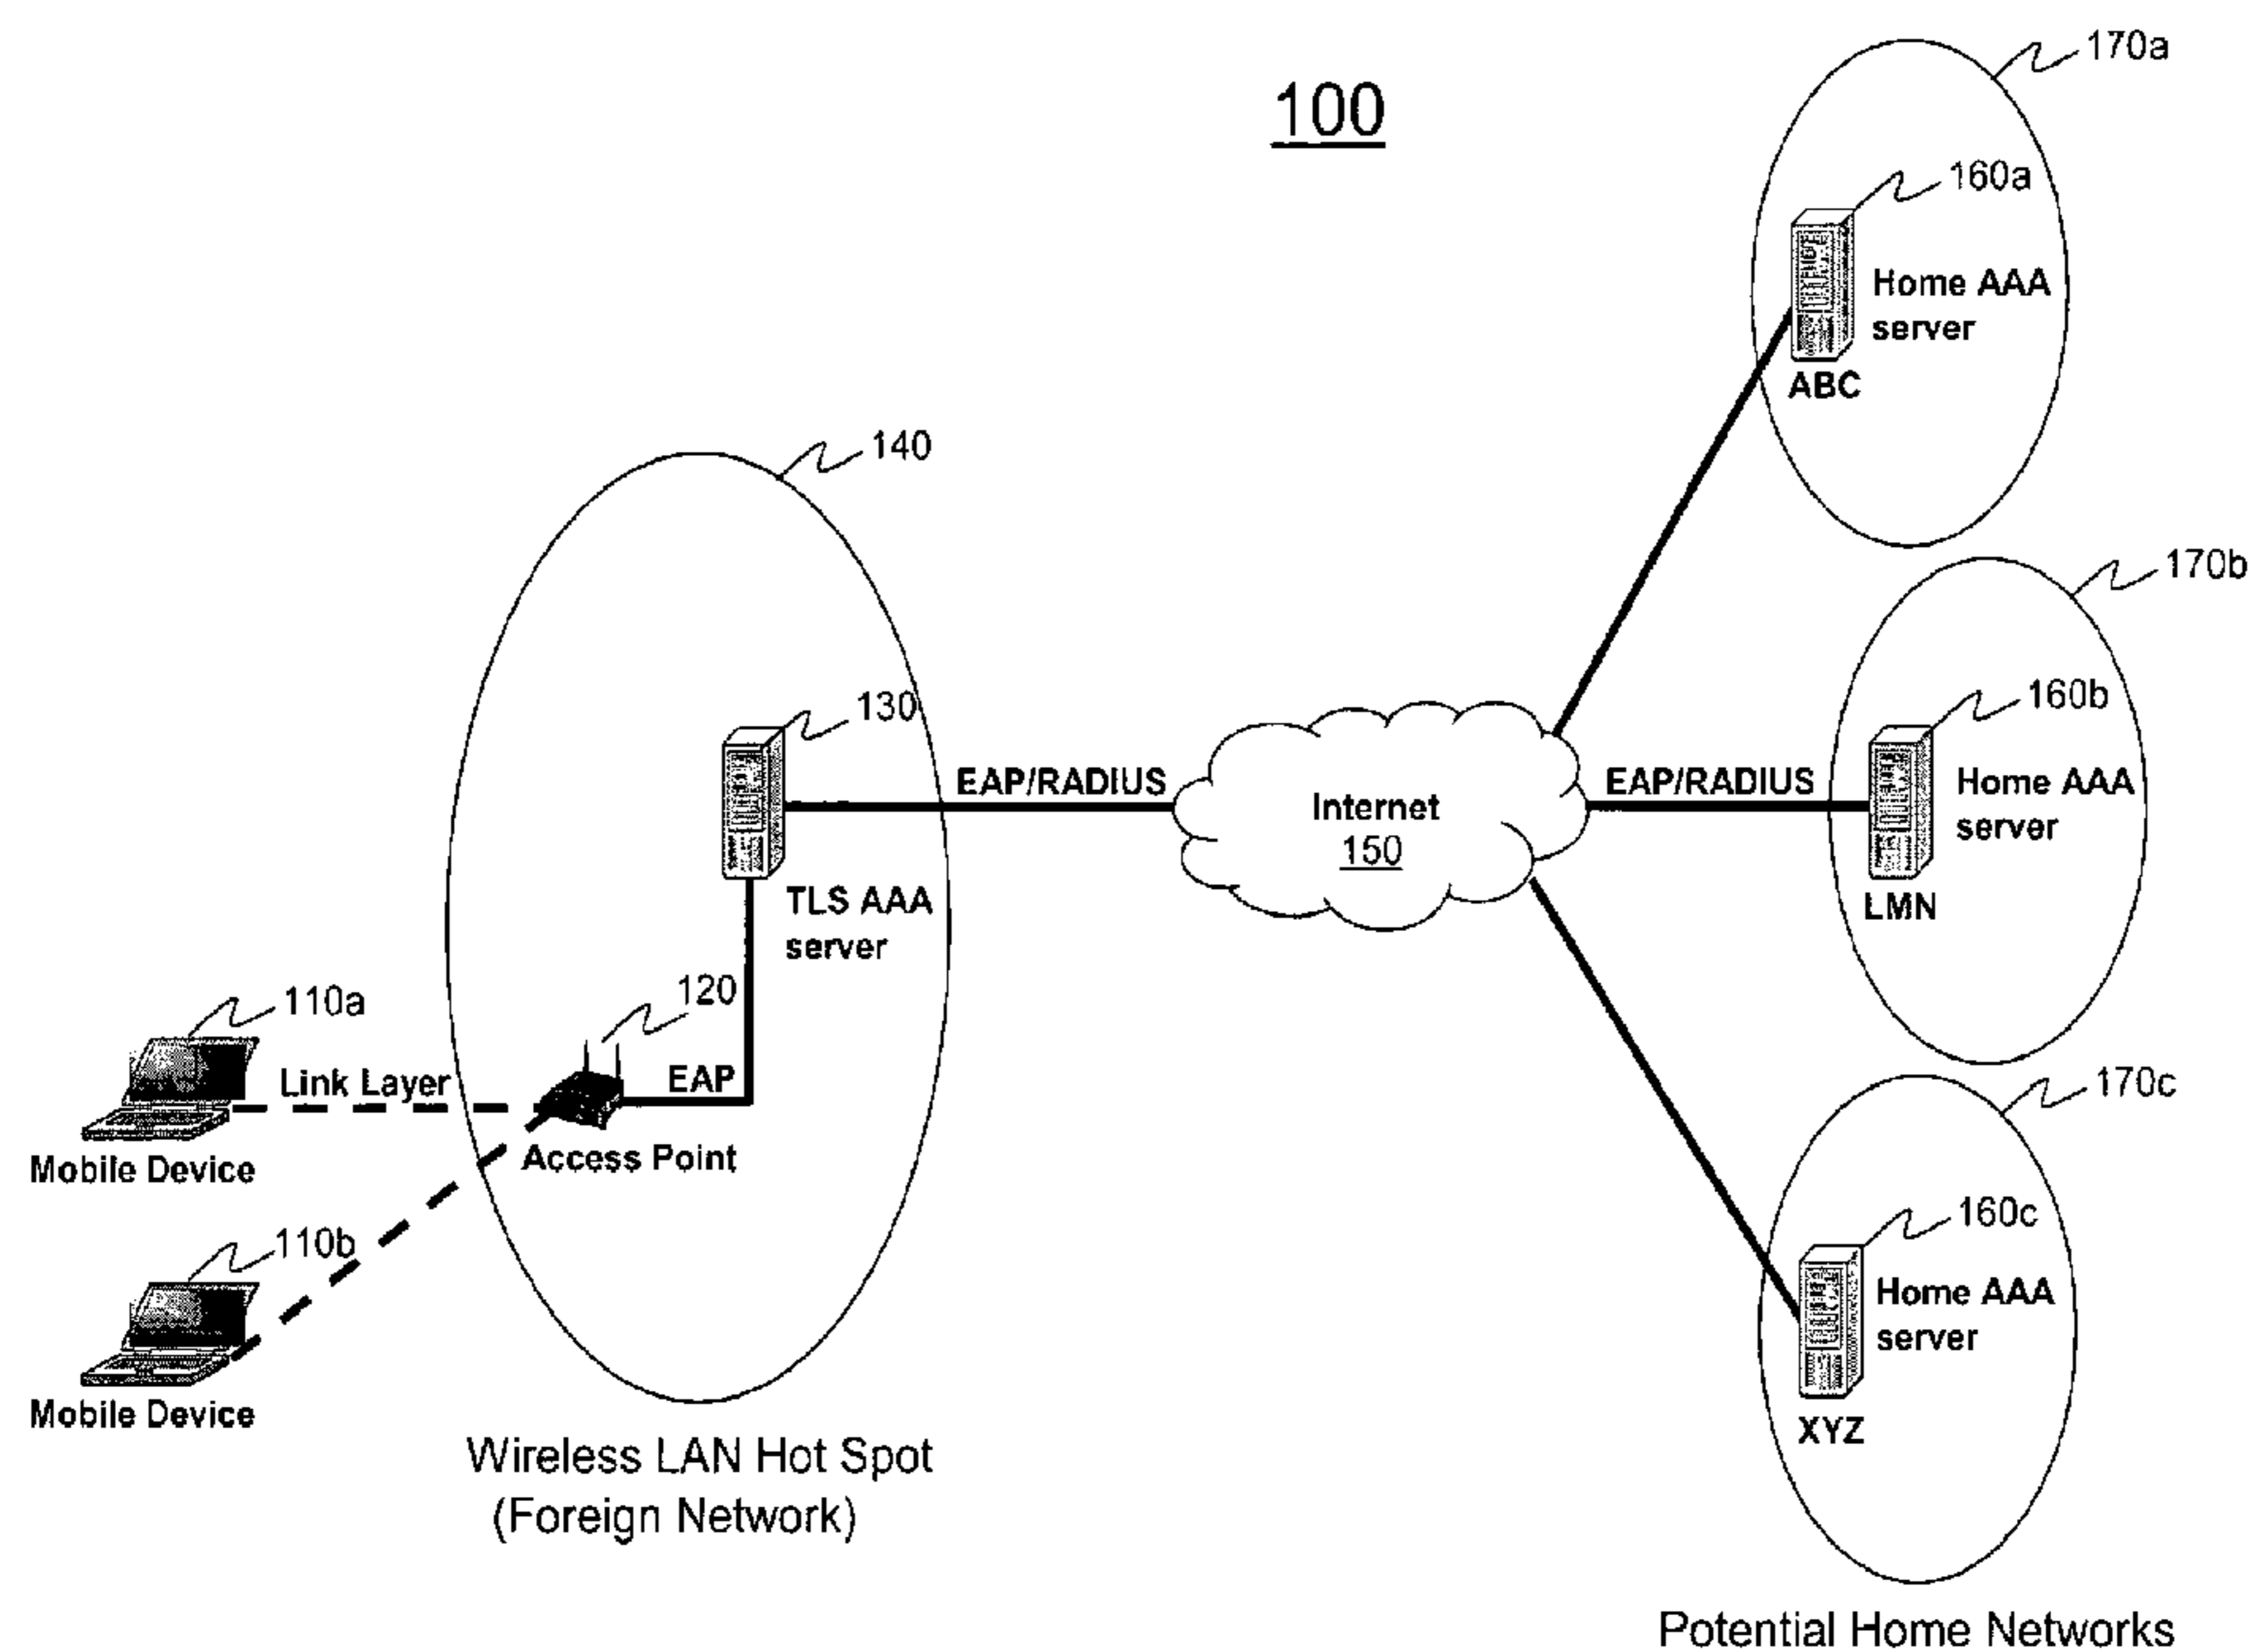 100
170a
160a
Home AAA
server
ABC
140
170b
130
160b
EAP/RADIUS
Internet
150
EAP/RADIUS
Home AAA
server
LMN
TLS AAA
server
120
110a
Link Layer
EAP
Mobile Device
Access Point
170c
110b
160c
Home AAA
server
XYZ
Mobile Device
Wireless LAN Hot Spot
(Foreign Network)
Potential Home Networks